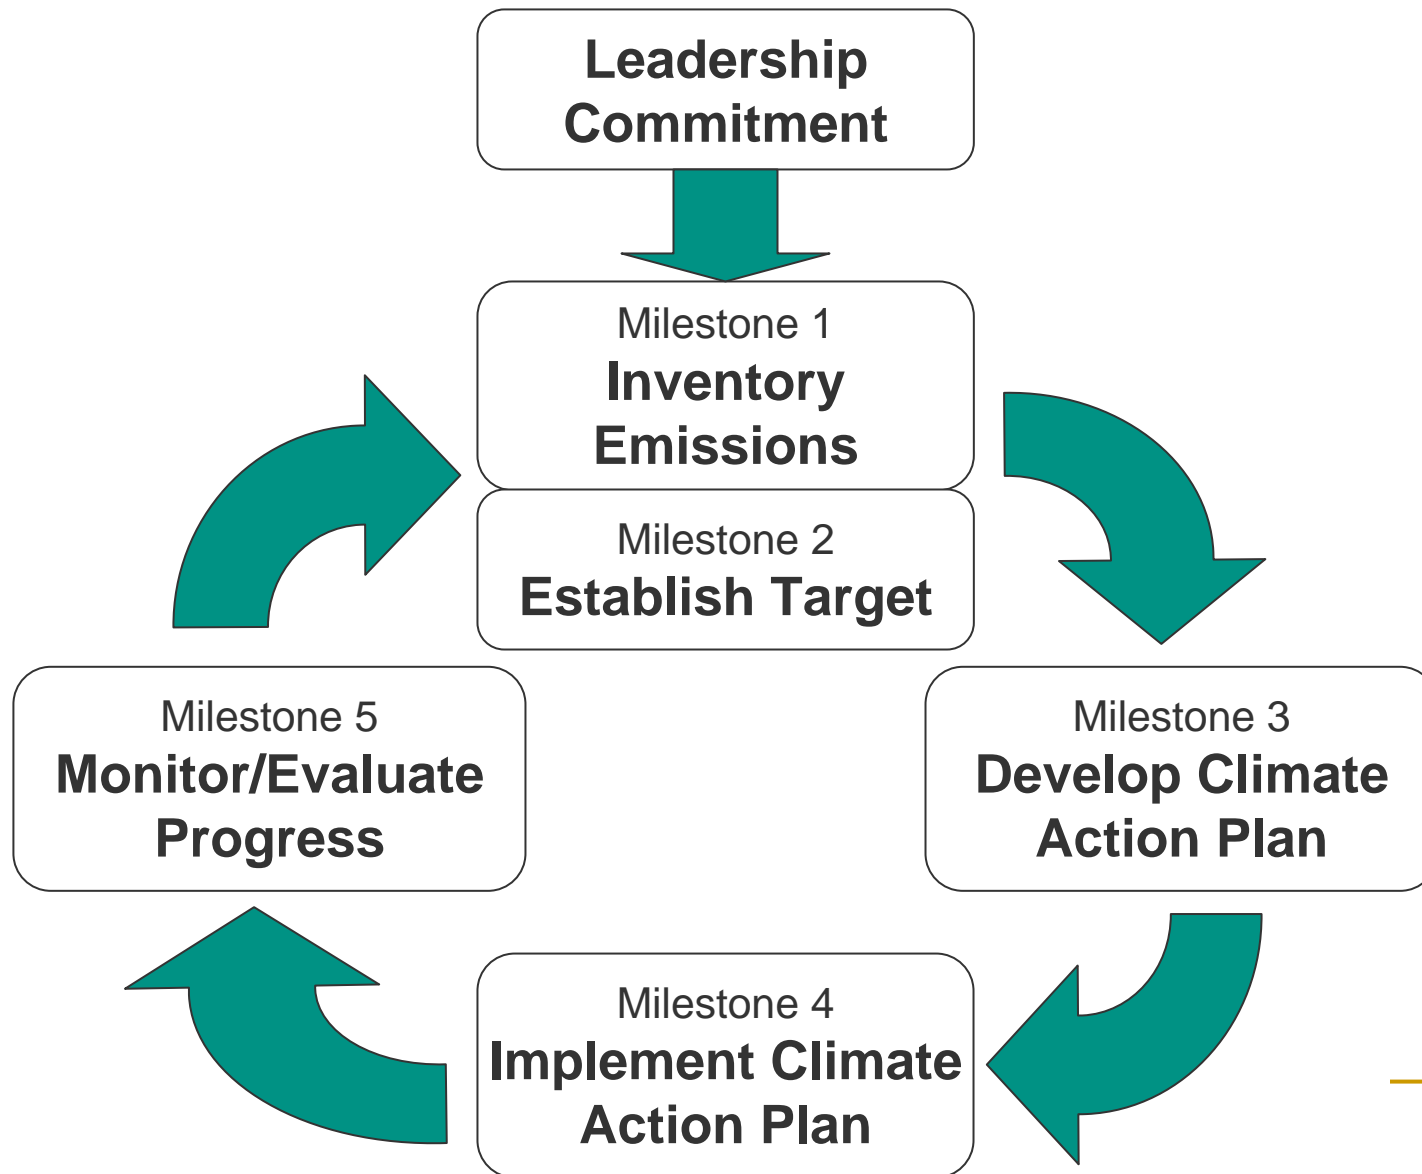 Leadership
Commitment
Milestone 1
Inventory
Emissions
Milestone 2
Establish Target
Milestone 3
Develop Climate
Action Plan
Milestone 4
Implement Climate
Action Plan
Milestone 5
Monitor/Evaluate
Progress